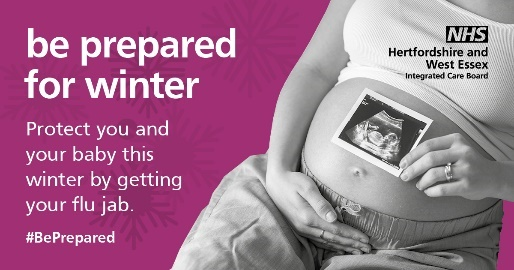 be prepared
for winter
Protect you and
your baby this
winter by getting
your flu jab.
#BePrepared
NHS
Hertfordshire and
West Essex
Integrated Care Board